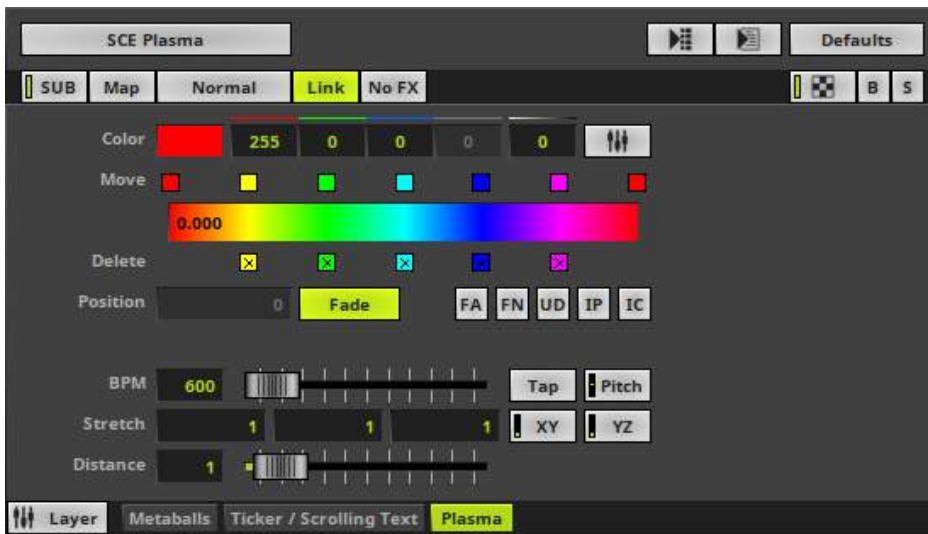 SCE Plasma Defaults
SUB Map Normal Link No FX B S
Color 255 0 0 0 0
Move
0.000
Delete
Position 0 Fade FA FN UD IP IC
BPM 600 Tap Pitch
Stretch 1 1 1 XY YZ
Distance 1
Layer Metaballs Ticker / Scrolling Text Plasma